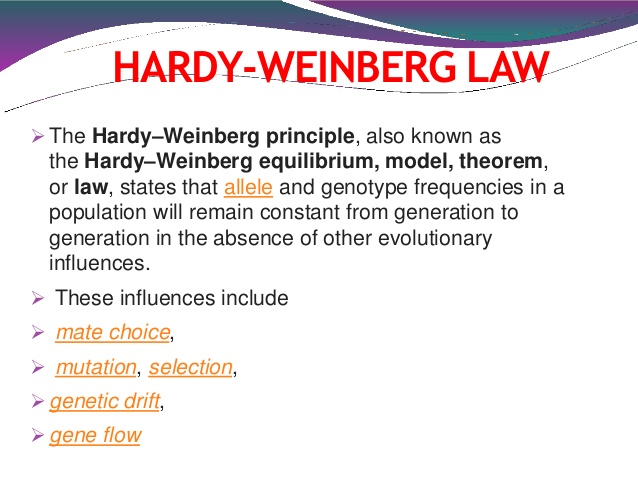 HARDY-WEINBERG LAW
The Hardy–Weinberg principle, also known as
the Hardy–Weinberg equilibrium, model, theorem,
or law, states that allele and genotype frequencies in a
population will remain constant from generation to
generation in the absence of other evolutionary
influences.
These influences include
mate choice,
mutation, selection,
genetic drift,
gene flow